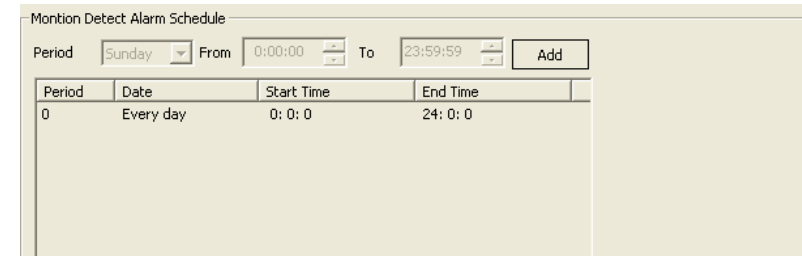 Montion Detect Alarm Schedule
Period Sunday From 0:00:00 To 23:59:59 Add
Period Date Start Time End Time
0 Every day 0: 0: 0 24: 0: 0